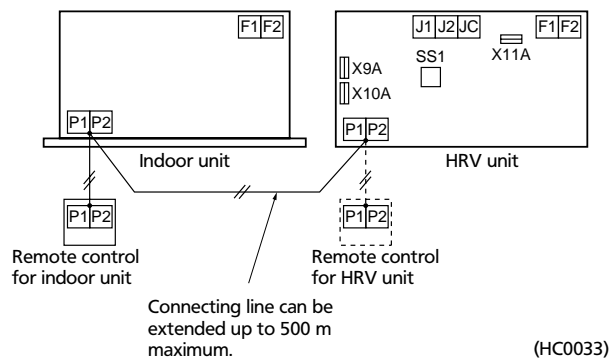 F1 F2
J1 J2 JC
F1 F2
SS1
X11A
X9A
X10A
P1 P2
P1 P2
Indoor unit
HRV unit
P1 P2
P1 P2
Remote control
for indoor unit
Remote control
for HRV unit
Connecting line can be
extended up to 500 m
maximum.
(HC0033)